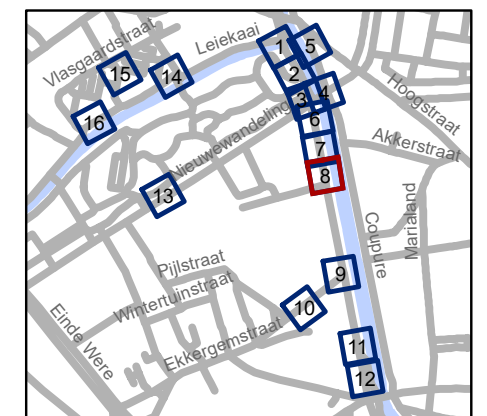 Vlasgaardstraat
Leiekaai
1
5
2
15
14
3
4
Hoogstraat
16
6
Nieuwewandeling
Akkerstraat
7
8
13
Marialand
Coupure
Pijlstraat
9
Wintertuinstraat
10
Einde Were
Ekkergemstraat
11
12